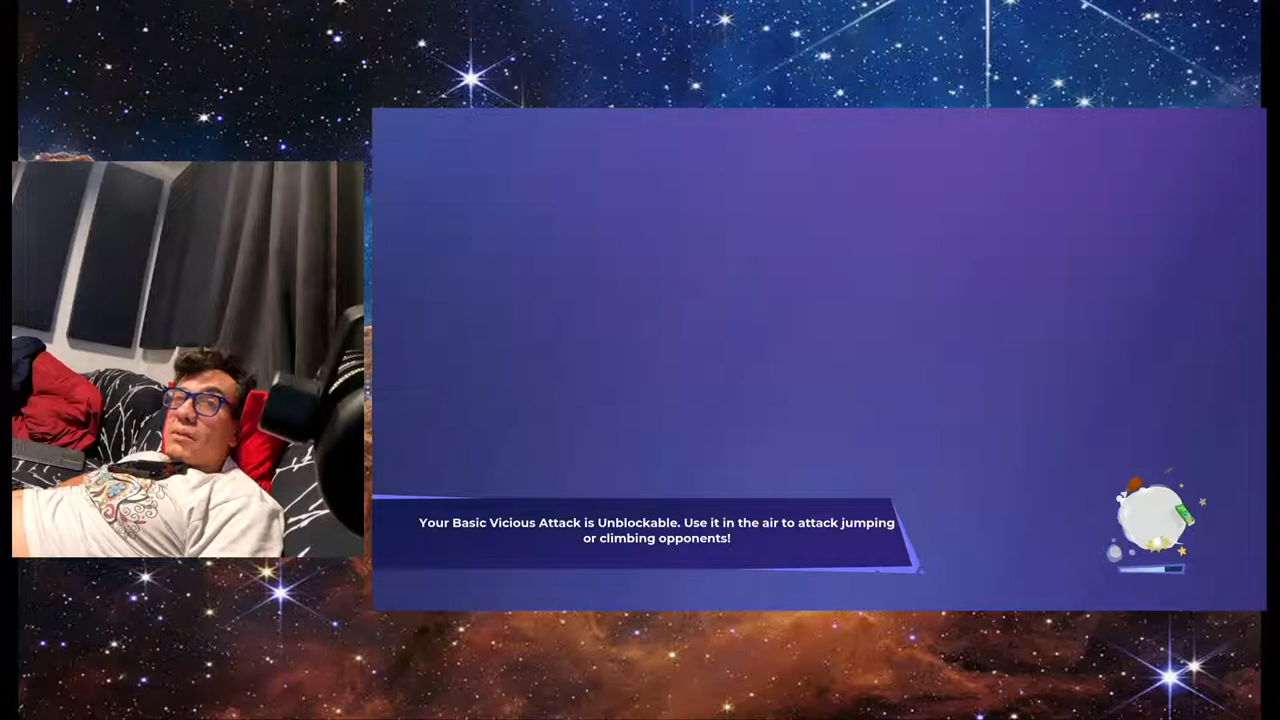 Your Basic Vicious Attack is Unblockable. Use it in the air to attack jumping
or climbing opponents!